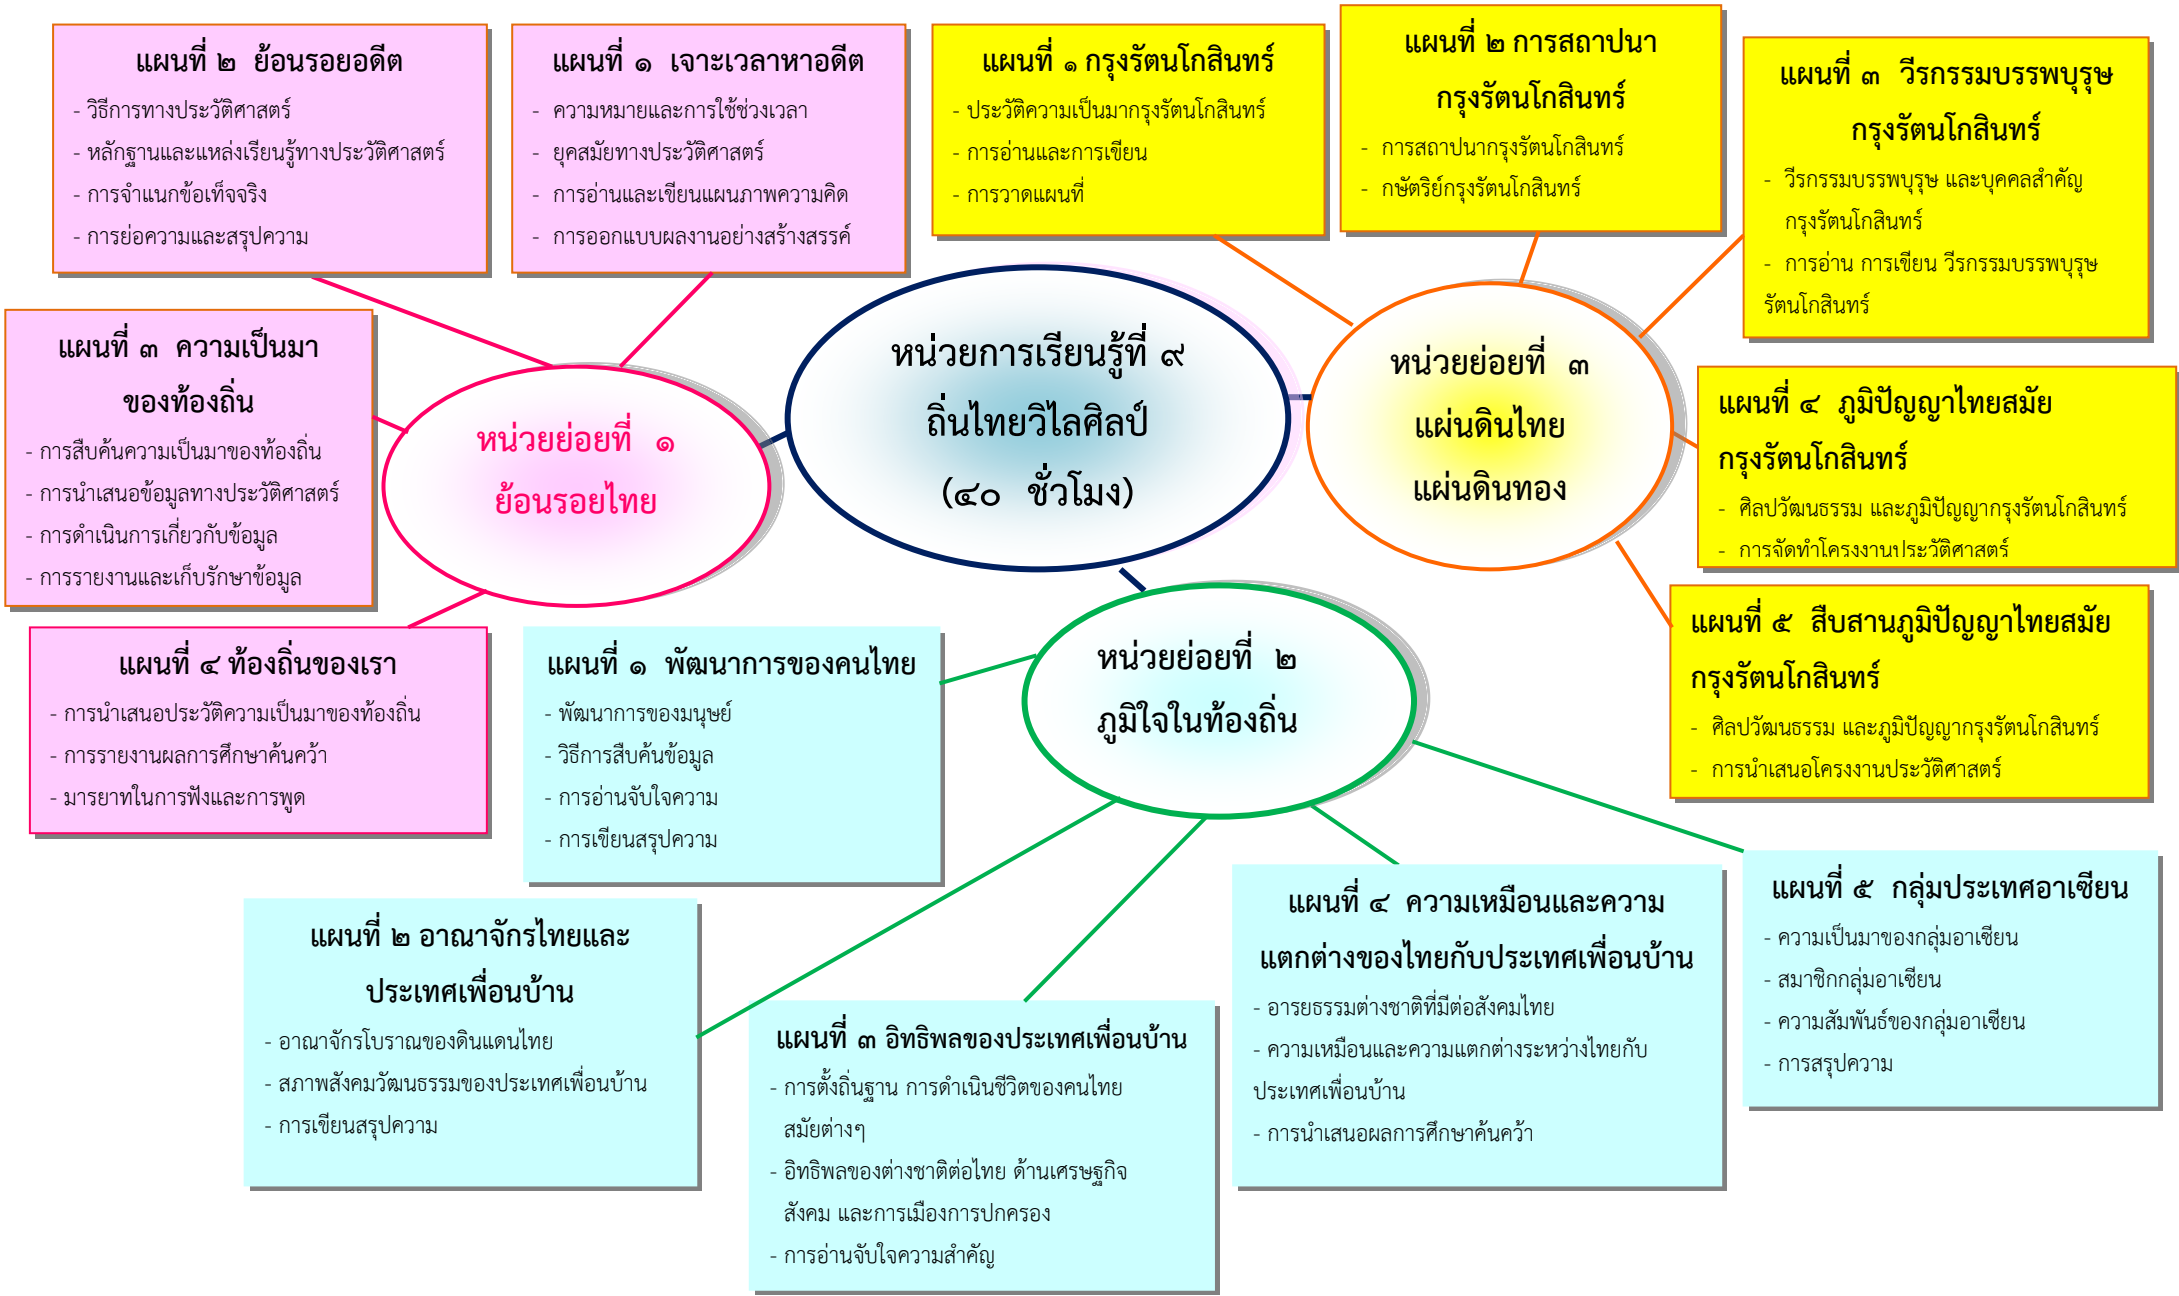 แผนที่ ๒  ย้อนรอยอดีต
- วิธีการทางประวัติศาสตร์
- หลักฐานและแหล่งเรียนรู้ทางประวัติศาสตร์
- การจำแนกข้อเท็จจริง
- การย่อความและสรุปความ
แผนที่ ๑  เจาะเวลาหาอดีต
- ความหมายและการใช้ช่วงเวลา
- ยุคสมัยทางประวัติศาสตร์
- การอ่านและเขียนแผนภาพความคิด
- การออกแบบผลงานอย่างสร้างสรรค์
แผนที่ ๑ กรุงรัตนโกสินทร์
- ประวัติความเป็นมากรุงรัตนโกสินทร์
- การอ่านและการเขียน
- การวาดแผนที่
แผนที่ ๒ การสถาปนา
กรุงรัตนโกสินทร์
- การสถาปนากรุงรัตนโกสินทร์
- กษัตริย์กรุงรัตนโกสินทร์
แผนที่ ๓  วีรกรรมบรรพบุรุษ
กรุงรัตนโกสินทร์
- วีรกรรมบรรพบุรุษ และบุคคลสำคัญ
กรุงรัตนโกสินทร์
- การอ่าน การเขียน วีรกรรมบรรพบุรุษ
รัตนโกสินทร์
แผนที่ ๓  ความเป็นมา
ของท้องถิ่น
- การสืบค้นความเป็นมาของท้องถิ่น
- การนำเสนอข้อมูลทางประวัติศาสตร์
- การดำเนินการเกี่ยวกับข้อมูล
- การรายงานและเก็บรักษาข้อมูล
หน่วยย่อยที่  ๑
ย้อนรอยไทย
หน่วยการเรียนรู้ที่ ๙
ถิ่นไทยวิไลศิลป์
(๔๐  ชั่วโมง)
หน่วยย่อยที่  ๓
แผ่นดินไทย
แผ่นดินทอง
แผนที่ ๔  ภูมิปัญญาไทยสมัย
กรุงรัตนโกสินทร์
- ศิลปวัฒนธรรม และภูมิปัญญากรุงรัตนโกสินทร์
- การจัดทำโครงงานประวัติศาสตร์
แผนที่ ๕  สืบสานภูมิปัญญาไทยสมัย
กรุงรัตนโกสินทร์
- ศิลปวัฒนธรรม และภูมิปัญญากรุงรัตนโกสินทร์
- การนำเสนอโครงงานประวัติศาสตร์
แผนที่ ๔ ท้องถิ่นของเรา
- การนำเสนอประวัติความเป็นมาของท้องถิ่น
- การรายงานผลการศึกษาค้นคว้า
- มารยาทในการฟังและการพูด
แผนที่ ๑  พัฒนาการของคนไทย
- พัฒนาการของมนุษย์
- วิธีการสืบค้นข้อมูล
- การอ่านจับใจความ
- การเขียนสรุปความ
หน่วยย่อยที่  ๒
ภูมิใจในท้องถิ่น
แผนที่ ๒ อาณาจักรไทยและ
ประเทศเพื่อนบ้าน
- อาณาจักรโบราณของดินแดนไทย
- สภาพสังคมวัฒนธรรมของประเทศเพื่อนบ้าน
- การเขียนสรุปความ
แผนที่ ๓ อิทธิพลของประเทศเพื่อนบ้าน
- การตั้งถิ่นฐาน การดำเนินชีวิตของคนไทย
สมัยต่างๆ
- อิทธิพลของต่างชาติต่อไทย ด้านเศรษฐกิจ
สังคม และการเมืองการปกครอง
- การอ่านจับใจความสำคัญ
แผนที่ ๔  ความเหมือนและความ
แตกต่างของไทยกับประเทศเพื่อนบ้าน
- อารยธรรมต่างชาติที่มีต่อสังคมไทย
- ความเหมือนและความแตกต่างระหว่างไทยกับ
ประเทศเพื่อนบ้าน
- การนำเสนอผลการศึกษาค้นคว้า
แผนที่ ๕  กลุ่มประเทศอาเซียน
- ความเป็นมาของกลุ่มอาเซียน
- สมาชิกกลุ่มอาเซียน
- ความสัมพันธ์ของกลุ่มอาเซียน
- การสรุปความ